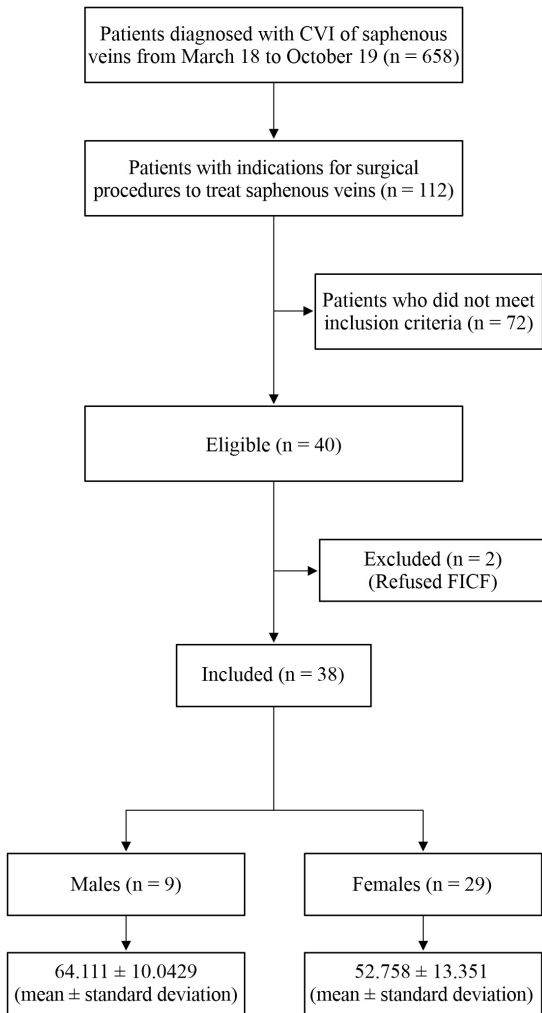 Patients diagnosed with CVI of saphenous
veins from March 18 to October 19 (n = 658)
Patients with indications for surgical
procedures to treat saphenous veins (n = 112)
Patients who did not meet
inclusion criteria (n = 72)
Eligible (n = 40)
Excluded (n = 2)
(Refused FICF)
Included (n = 38)
Males (n = 9)
Females (n = 29)
64.111 ± 10.0429
(mean ± standard deviation)
52.758 ± 13.351
(mean ± standard deviation)